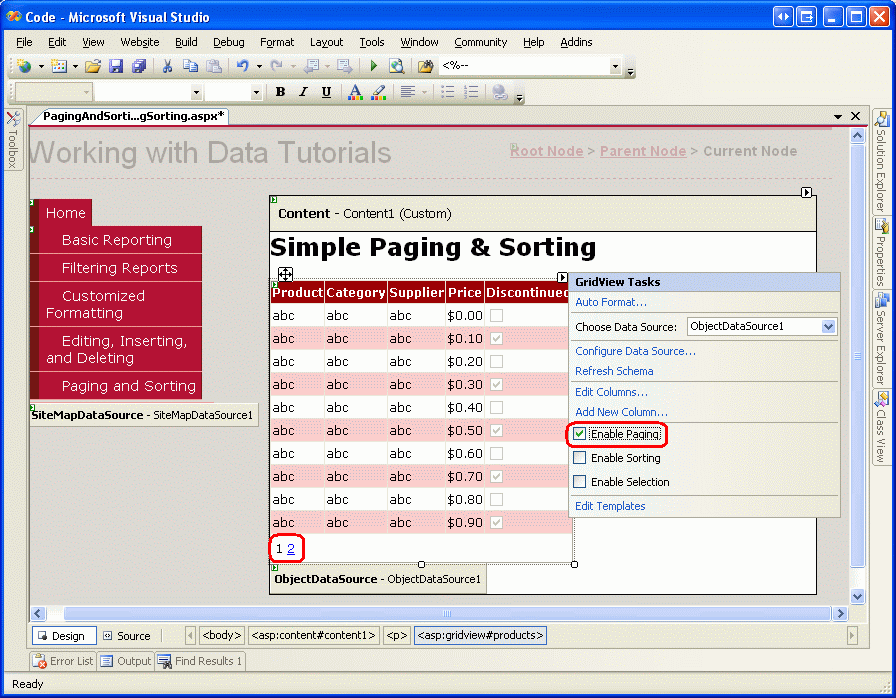 Code - Microsoft Visual Studio
File Edit View Website Build Debug Format Layout Tools Window Community Help Addins
<%--
B I U A
PagingAndSorti...gSorting.aspx*
Toolbox
Working with Data Tutorials
Root Node > Parent Node > Current Node
Home
Basic Reporting
Filtering Reports
Customized
Formatting
Editing, Inserting,
and Deleting
Paging and Sorting
SiteMapDataSource - SiteMapDataSource1
Content - Content1 (Custom)
Simple Paging & Sorting
Product Category Supplier Price Discontinued
abc abc abc $0.00
abc abc abc $0.10
abc abc abc $0.20
abc abc abc $0.30
abc abc abc $0.40
abc abc abc $0.50
abc abc abc $0.60
abc abc abc $0.70
abc abc abc $0.80
abc abc abc $0.90
1 2
ObjectDataSource - ObjectDataSource1
GridView Tasks
Auto Format...
Choose Data Source: ObjectDataSource1
Configure Data Source...
Refresh Schema
Edit Columns...
Add New Column...
Enable Paging
Enable Sorting
Enable Selection
Edit Templates
Solution Explorer
Properties
Server Explorer
Class View
Design Source <body> <asp:content#content1> <p> <asp:gridview#products>
Error List Output Find Results 1
Ready